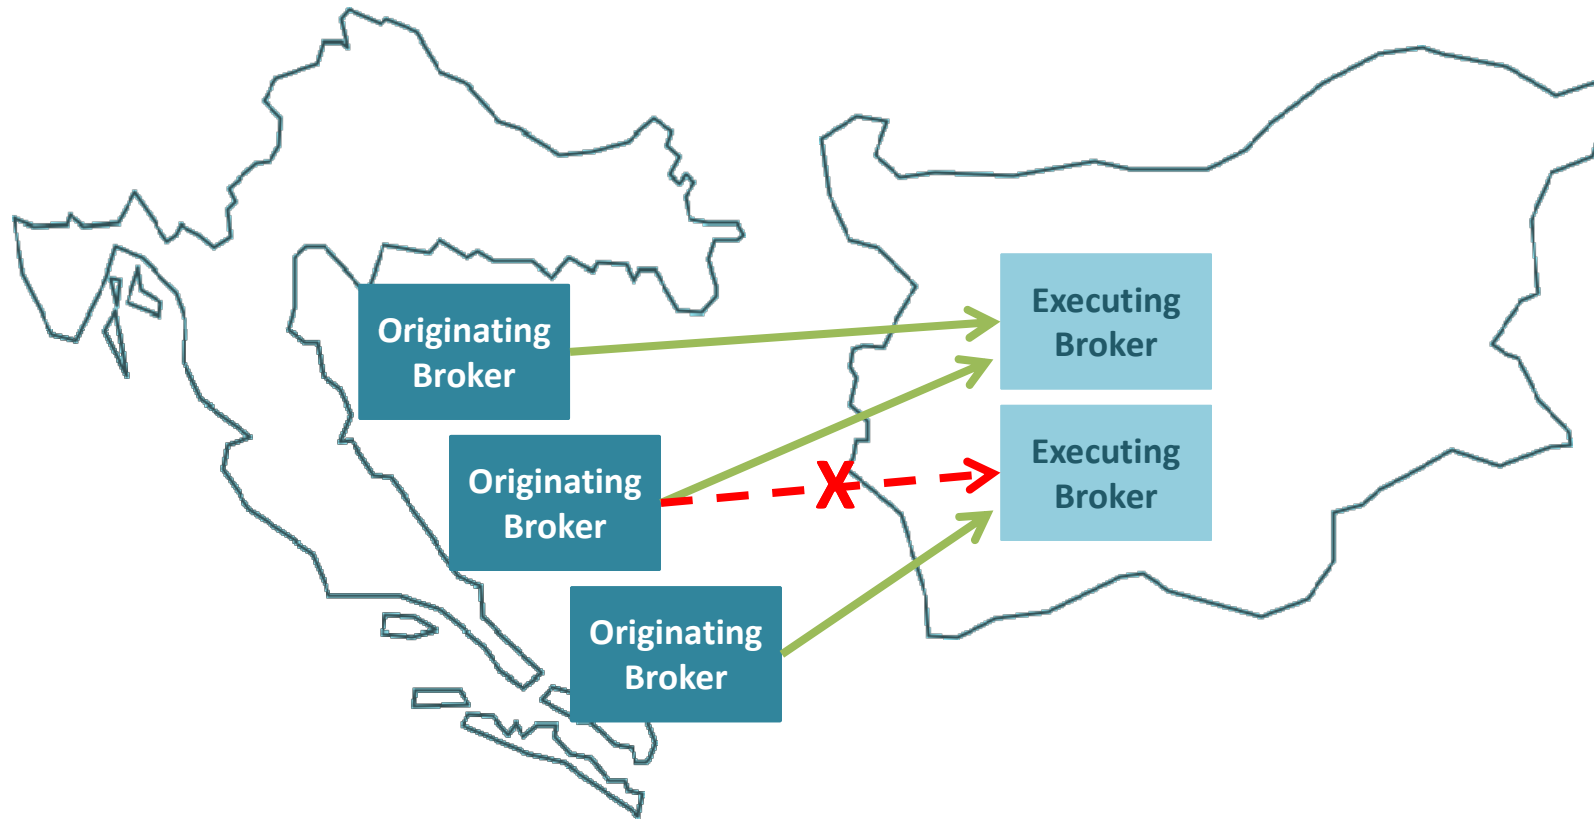 Originating
Broker
Originating
Broker
Originating
Broker
Executing
Broker
Executing
Broker
X